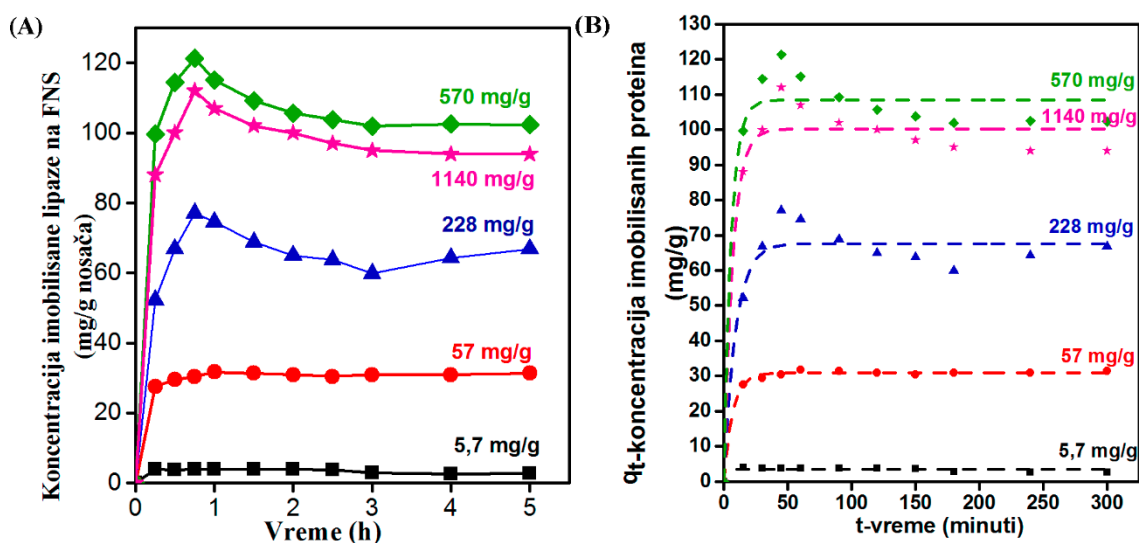 (A)
Koncentracija imobilisane lipaze na FNS
(mg/g nosača)
120
100
80
60
40
20
0
570 mg/g
1140 mg/g
228 mg/g
57 mg/g
5,7 mg/g
0 1 2 3 4 5
Vreme (h)
(B)
qt-koncentracija imobilisanih proteina
(mg/g)
130
120
110
100
90
80
70
60
50
40
30
20
10
0
570 mg/g
1140 mg/g
228 mg/g
57 mg/g
5,7 mg/g
0 50 100 150 200 250 300
t-vreme (minuti)